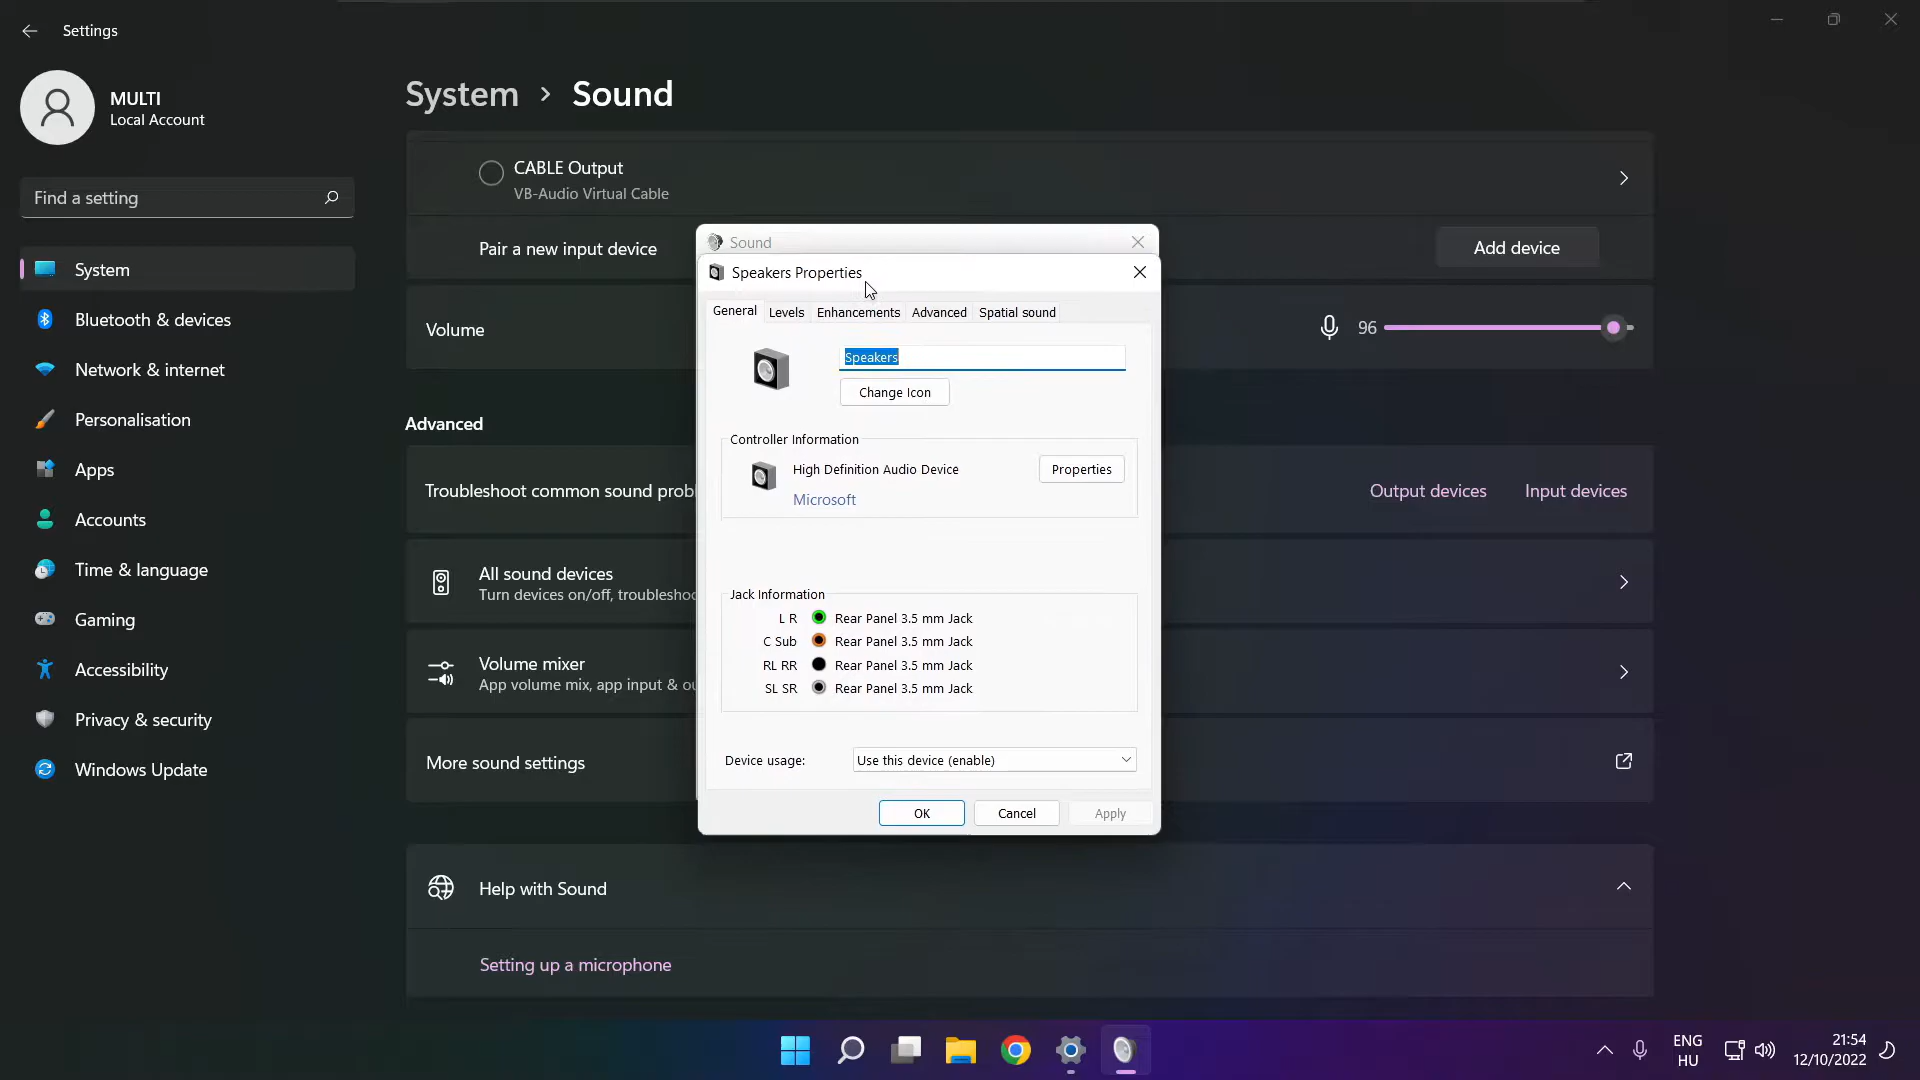 Settings
MULTI
Local Account
Find a setting
System
Bluetooth & devices
Network & internet
Personalisation
Apps
Accounts
Time & language
Gaming
Accessibility
Privacy & security
Windows Update
System › Sound
CABLE Output
VB-Audio Virtual Cable
Pair a new input device
Add device
Volume
96
Advanced
Troubleshoot common sound prob
Output devices
Input devices
All sound devices
Turn devices on/off, troubleshoo
Volume mixer
App volume mix, app input & ou
More sound settings
Help with Sound
Setting up a microphone
Sound
Speakers Properties
General
Levels
Enhancements
Advanced
Spatial sound
Speakers
Change Icon
Controller Information
High Definition Audio Device
Properties
Microsoft
Jack Information
L R Rear Panel 3.5 mm Jack
C Sub Rear Panel 3.5 mm Jack
RL RR Rear Panel 3.5 mm Jack
SL SR Rear Panel 3.5 mm Jack
Device usage:
Use this device (enable)
OK
Cancel
Apply
ENG
HU
21:54
12/10/2022